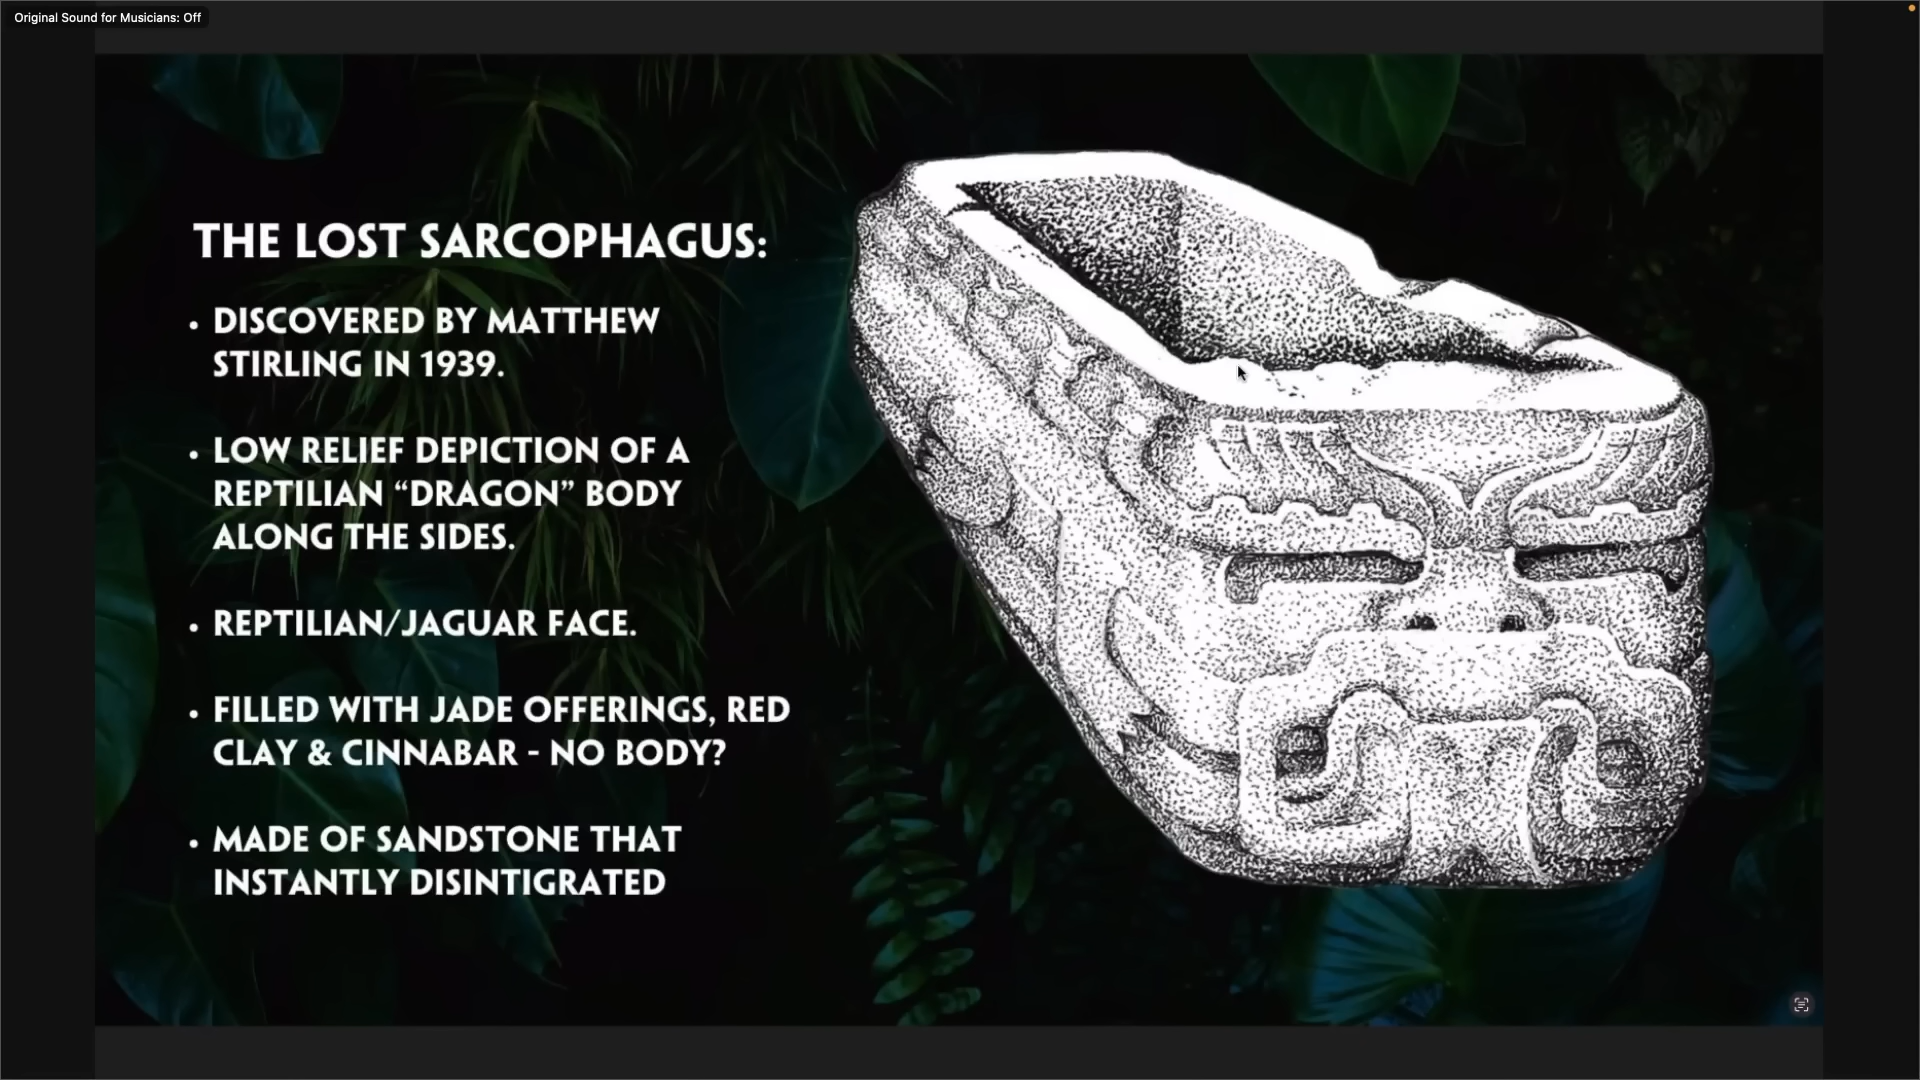 Original Sound for Musicians: Off
THE LOST SARCOPHAGUS:
• DISCOVERED BY MATTHEW
STIRLING IN 1939.
• LOW RELIEF DEPICTION OF A
REPTILIAN “DRAGON” BODY
ALONG THE SIDES.
• REPTILIAN/JAGUAR FACE.
• FILLED WITH JADE OFFERINGS, RED
CLAY & CINNABAR - NO BODY?
• MADE OF SANDSTONE THAT
INSTANTLY DISINTIGRATED